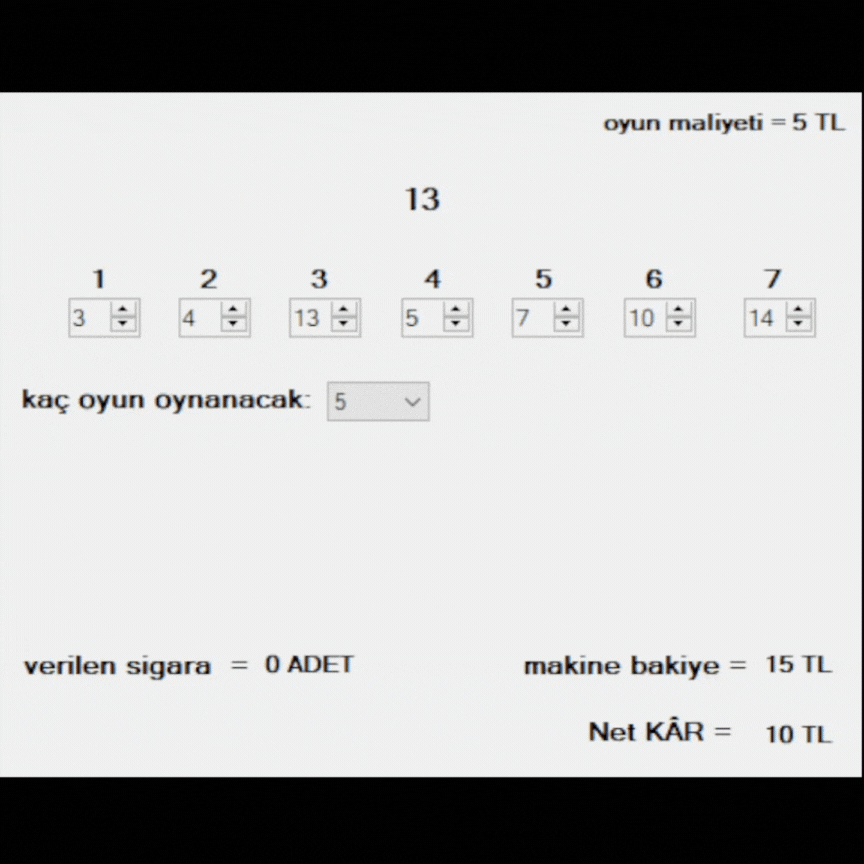 oyun maliyeti = 5 TL
13
1 2 3 4 5 6 7
3 4 13 5 7 10 14
kaç oyun oynanacak: 5
verilen sigara = 0 ADET makine bakiye = 15 TL
Net KÂR = 10 TL